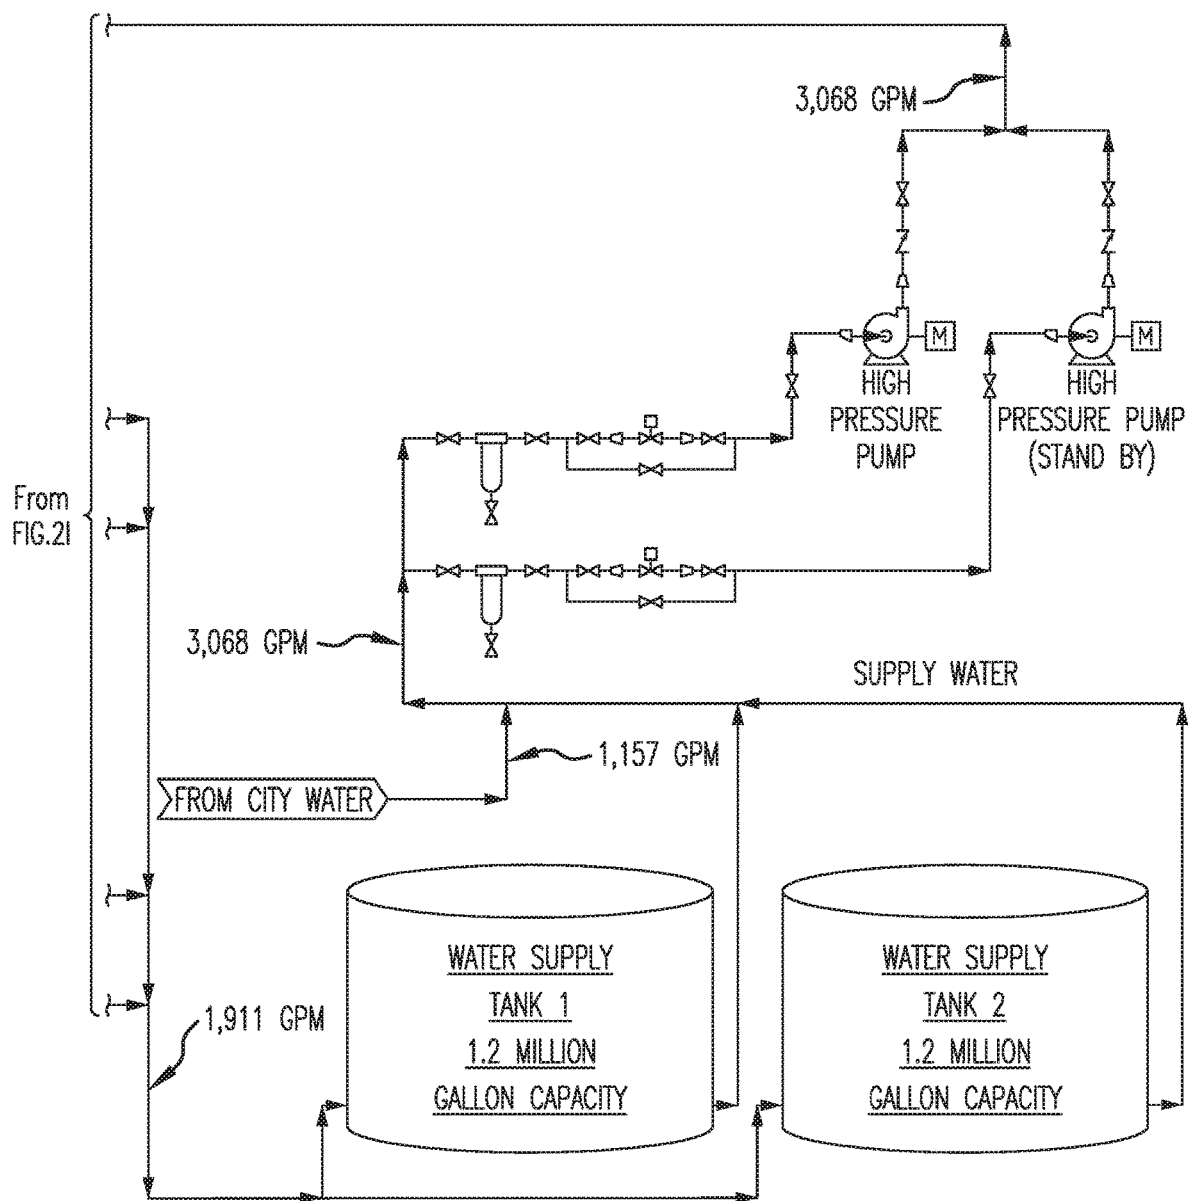 3,068 GPM
M
M
HIGH
PRESSURE
PUMP
HIGH
PRESSURE PUMP
(STAND BY)
From
FIG.21
3,068 GPM
SUPPLY WATER
1,157 GPM
FROM CITY WATER
WATER SUPPLY
TANK 1
1.2 MILLION
GALLON CAPACITY
WATER SUPPLY
TANK 2
1.2 MILLION
GALLON CAPACITY
1,911 GPM